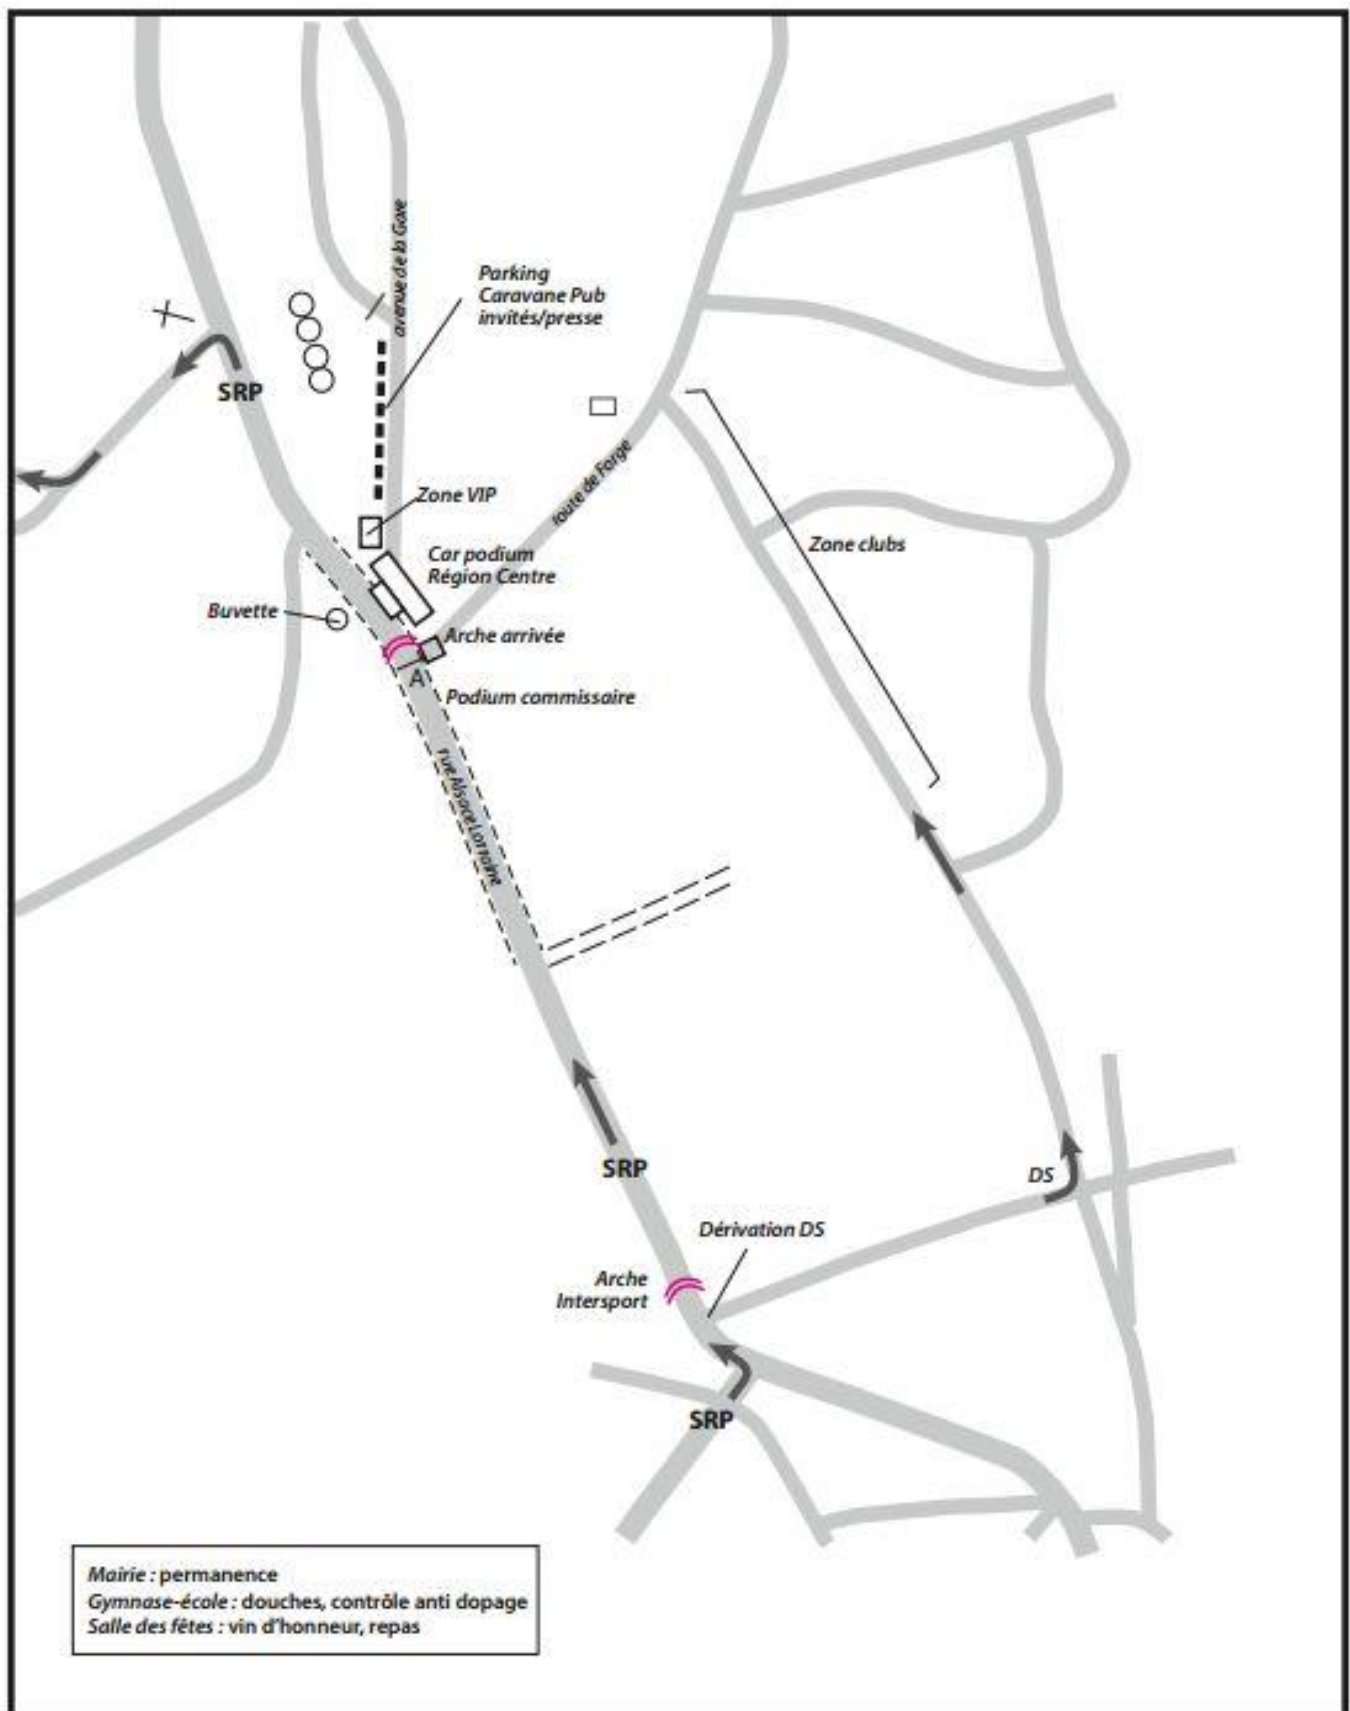 avenue de la Gare
Parking
Caravane Pub
invités/presse
SRP
route de Farge
Zone VIP
Zone clubs
Car podium
Région Centre
Buvette
Arche arrivée
A
Podium commissaire
rue Alsace Lorraine
SRP
DS
Dérivation DS
Arche
Intersport
SRP
Mairie : permanence
Gymnase-école : douches, contrôle anti dopage
Salle des fêtes : vin d'honneur, repas